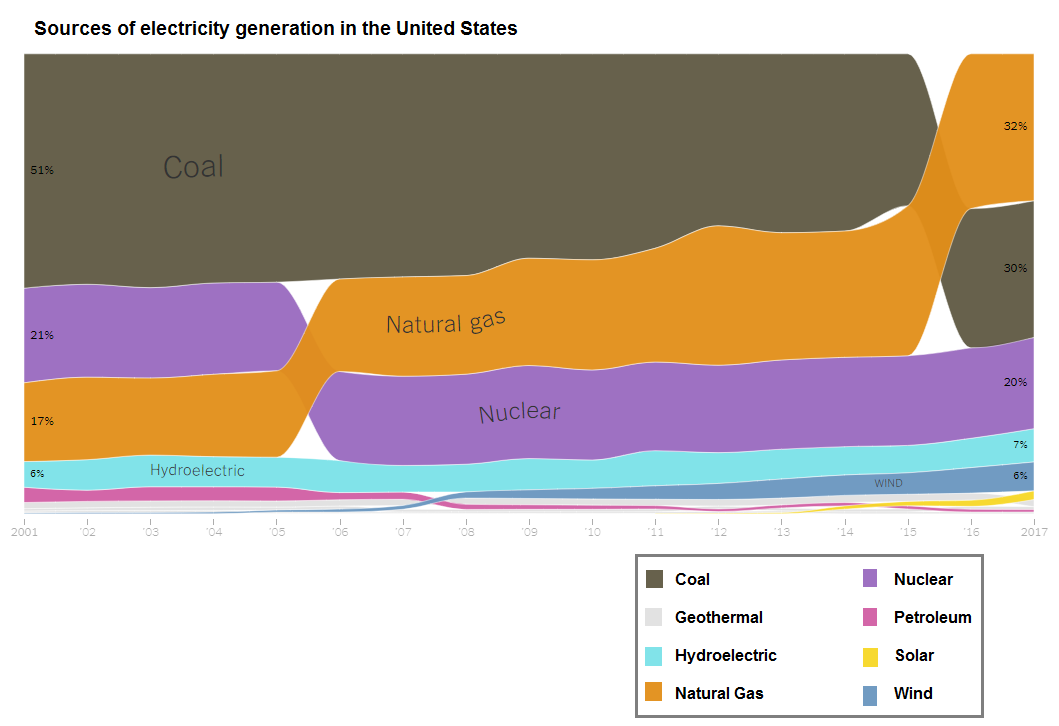 Sources of electricity generation in the United States
51%
Coal
32%
30%
21%
Natural gas
20%
17%
Nuclear
7%
6%
Hydroelectric
6%
WIND
2001 '02 '03 '04 '05 '06 '07 '08 '09 '10 '11 '12 '13 '14 '15 '16 2017
Coal Nuclear
Geothermal Petroleum
Hydroelectric Solar
Natural Gas Wind